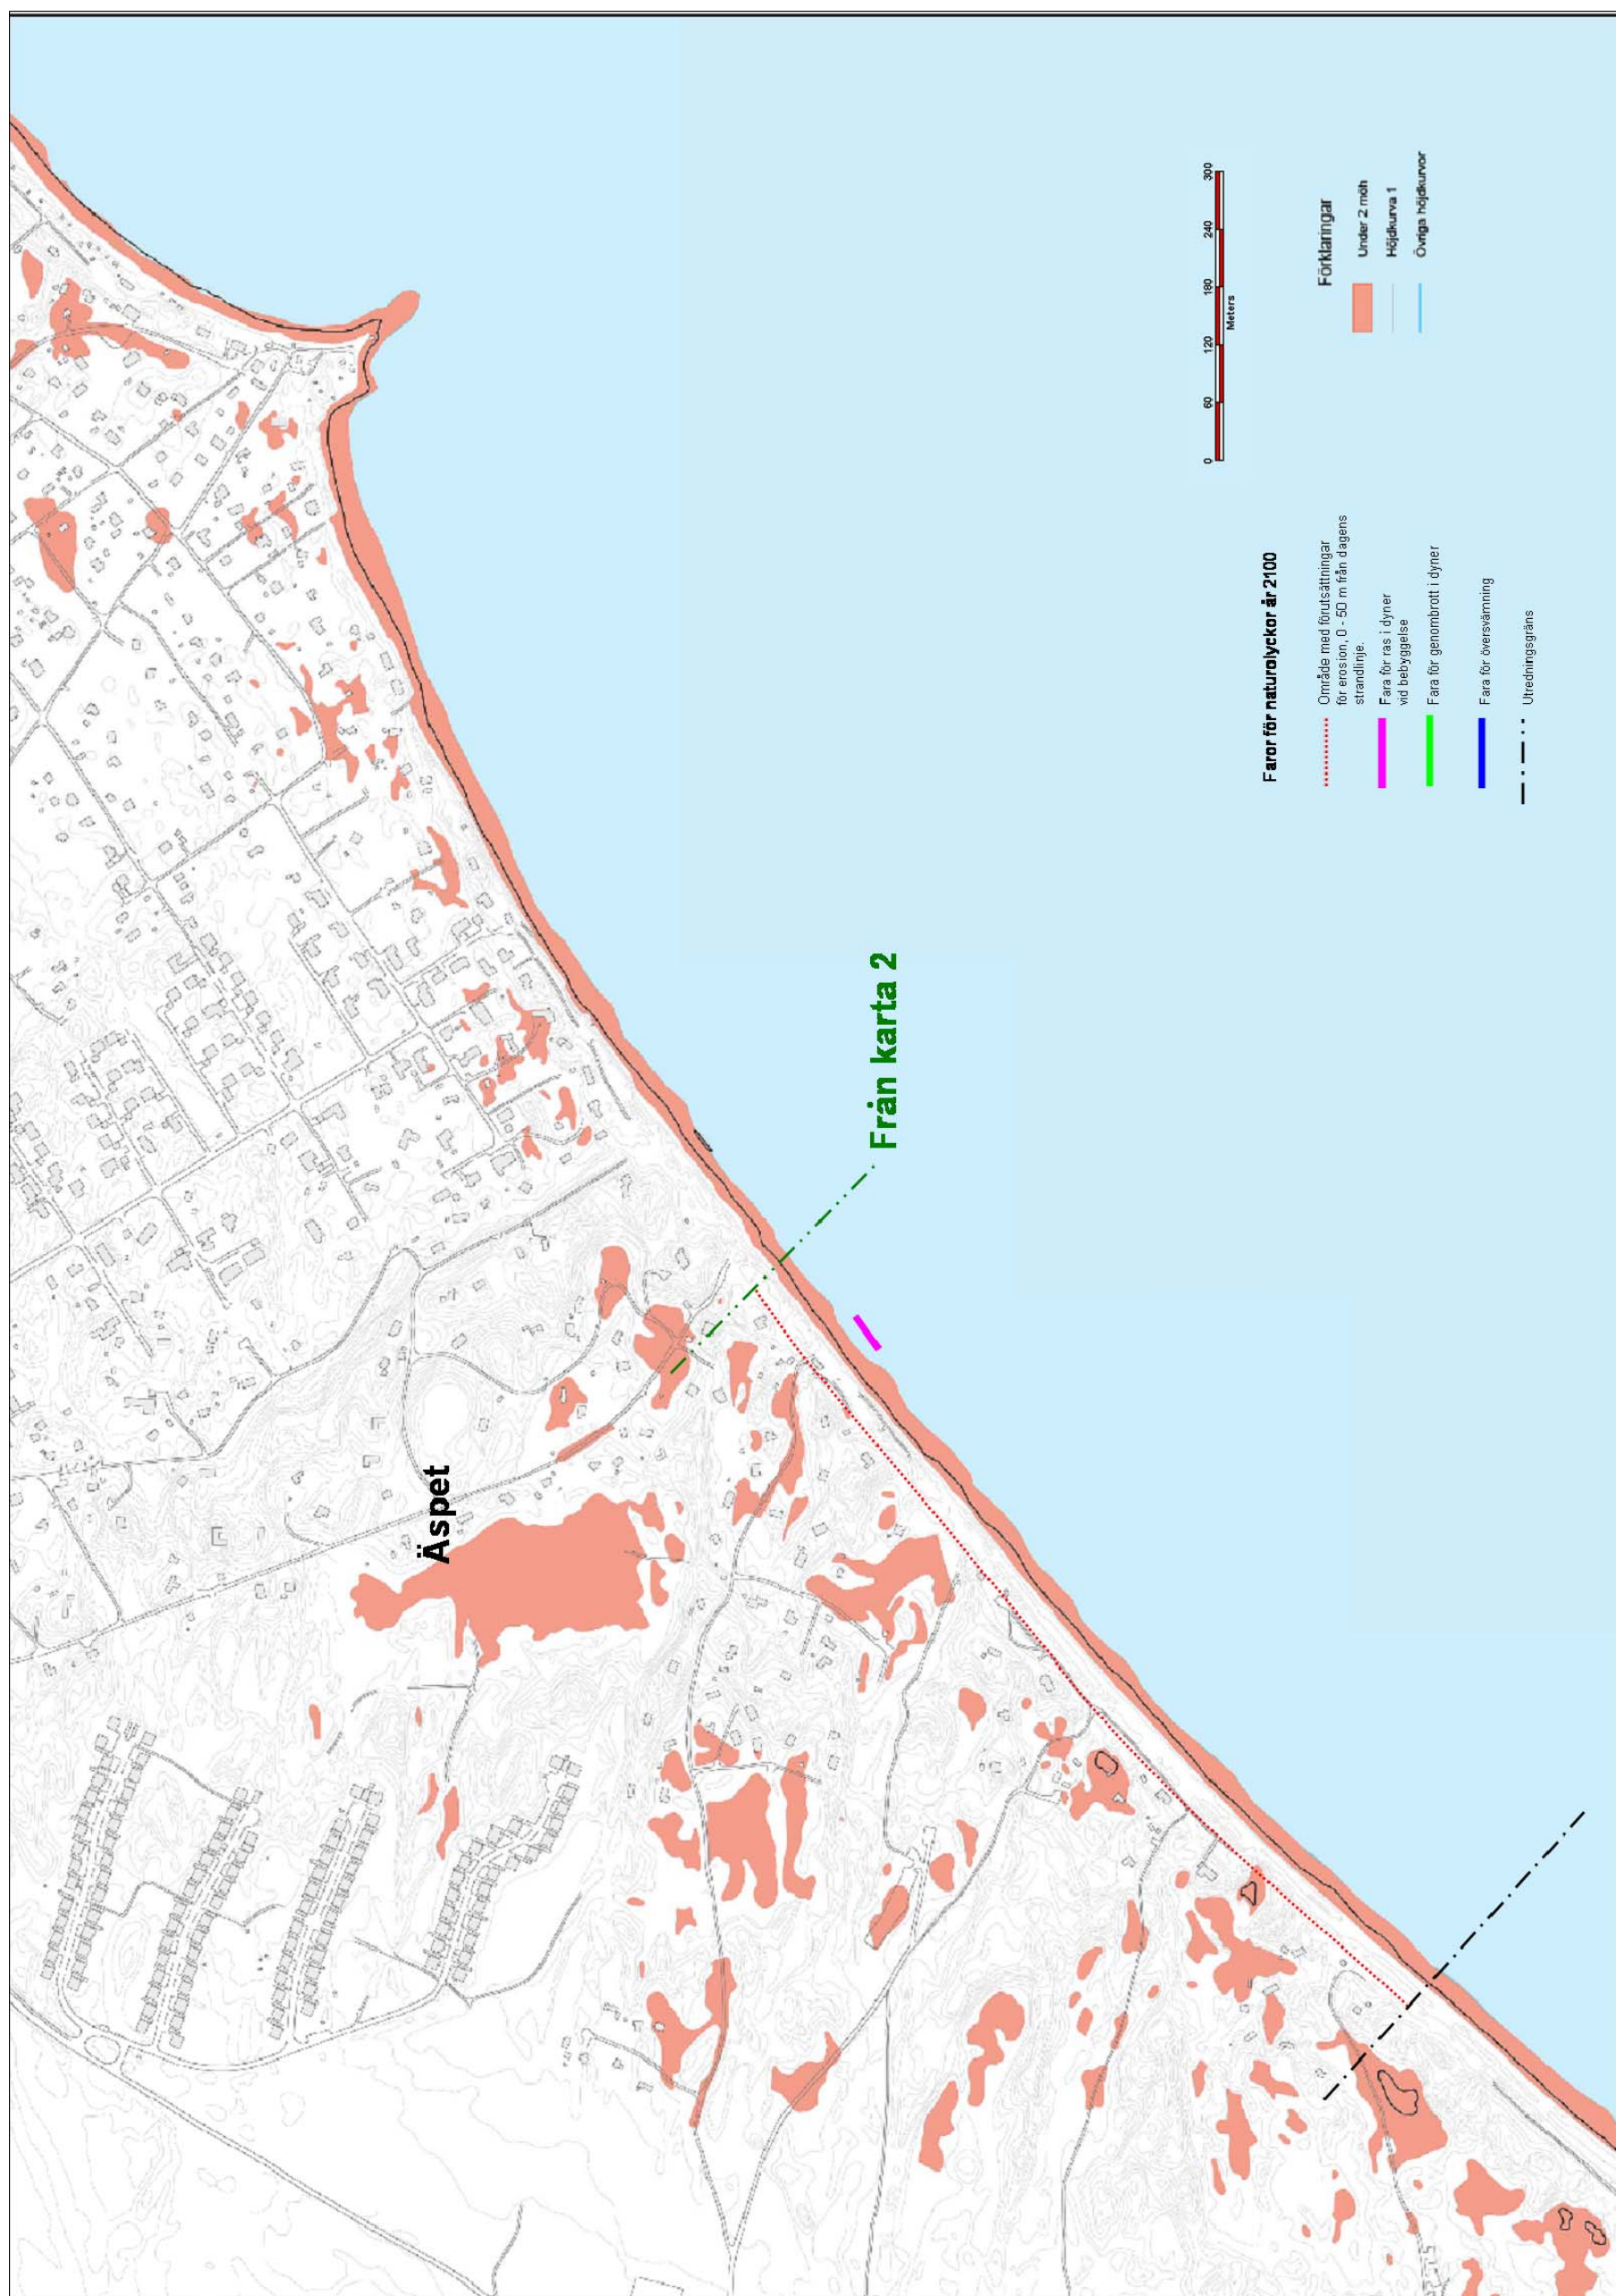 Äspet
Från karta 2
0 60 120 180 240 300
Meters
Förklaringar
Under 2 möh
Höjdkurva 1
Övriga höjdkurvor
Faror för naturolyckor år 2100
Område med förutsättningar
för erosion, 0 - 50 m från dagens
strandlinje.
Fara för ras i dyner
vid bebyggelse
Fara för genombrott i dyner
Fara för översvämning
Utredningsgräns